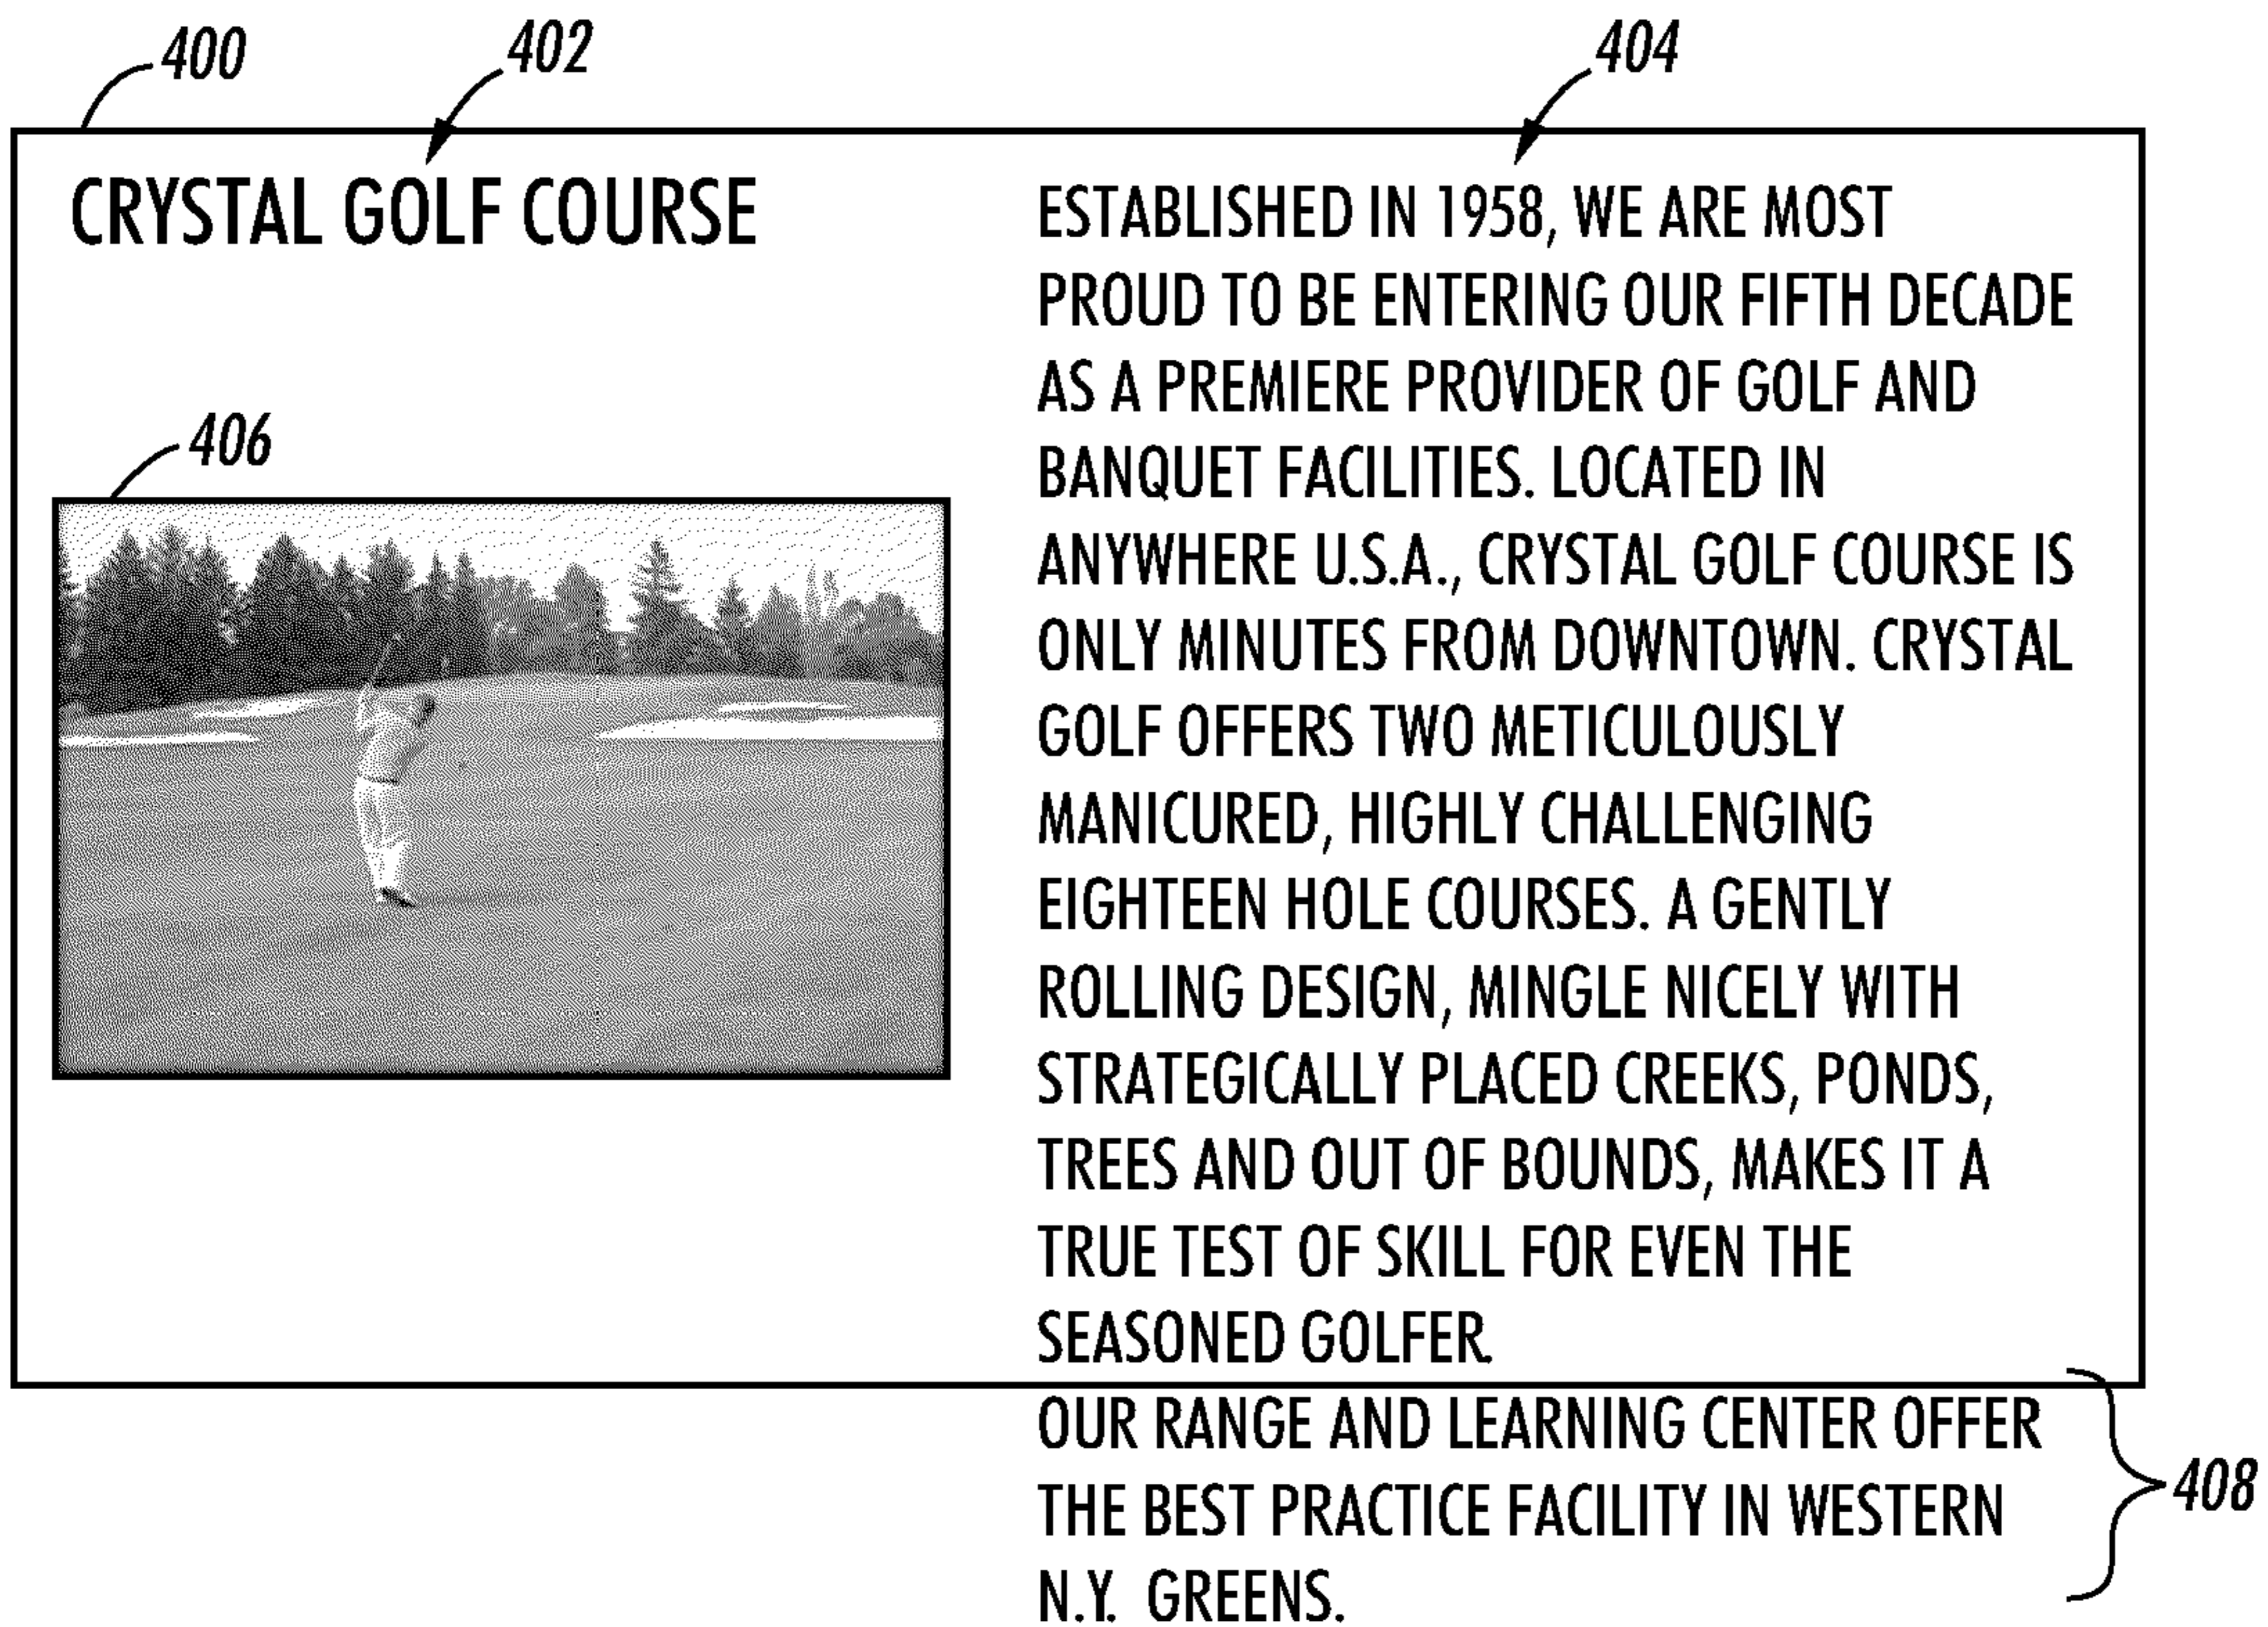 400
402
404
CRYSTAL GOLF COURSE
406
ESTABLISHED IN 1958, WE ARE MOST
PROUD TO BE ENTERING OUR FIFTH DECADE
AS A PREMIERE PROVIDER OF GOLF AND
BANQUET FACILITIES. LOCATED IN
ANYWHERE U.S.A., CRYSTAL GOLF COURSE IS
ONLY MINUTES FROM DOWNTOWN. CRYSTAL
GOLF OFFERS TWO METICULOUSLY
MANICURED, HIGHLY CHALLENGING
EIGHTEEN HOLE COURSES. A GENTLY
ROLLING DESIGN, MINGLE NICELY WITH
STRATEGICALLY PLACED CREEKS, PONDS,
TREES AND OUT OF BOUNDS, MAKES IT A
TRUE TEST OF SKILL FOR EVEN THE
SEASONED GOLFER.
OUR RANGE AND LEARNING CENTER OFFER
THE BEST PRACTICE FACILITY IN WESTERN
N.Y. GREENS.
408